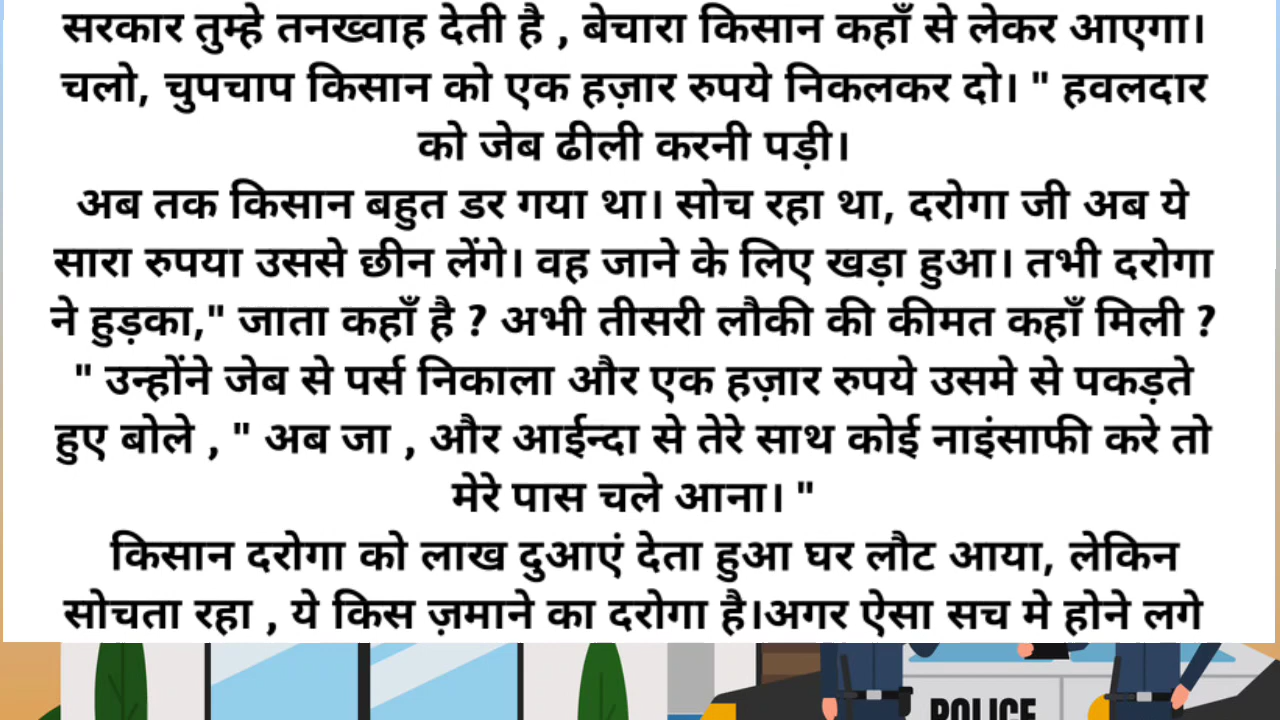 सरकार तुम्हे तनख्वाह देती है , बेचारा किसान कहाँ से लेकर आएगा।
चलो, चुपचाप किसान को एक हज़ार रुपये निकलकर दो। " हवलदार
को जेब ढीली करनी पड़ी।
अब तक किसान बहुत डर गया था। सोच रहा था, दरोगा जी अब ये
सारा रुपया उससे छीन लेंगे। वह जाने के लिए खड़ा हुआ। तभी दरोगा
ने हुड़का," जाता कहाँ है ? अभी तीसरी लौकी की कीमत कहाँ मिली ?
" उन्होंने जेब से पर्स निकाला और एक हज़ार रुपये उसमे से पकड़ते
हुए बोले , " अब जा , और आईन्दा से तेरे साथ कोई नाइंसाफी करे तो
मेरे पास चले आना। "
किसान दरोगा को लाख दुआएं देता हुआ घर लौट आया, लेकिन
सोचता रहा , ये किस ज़माने का दरोगा है।अगर ऐसा सच मे होने लगे
POLICE